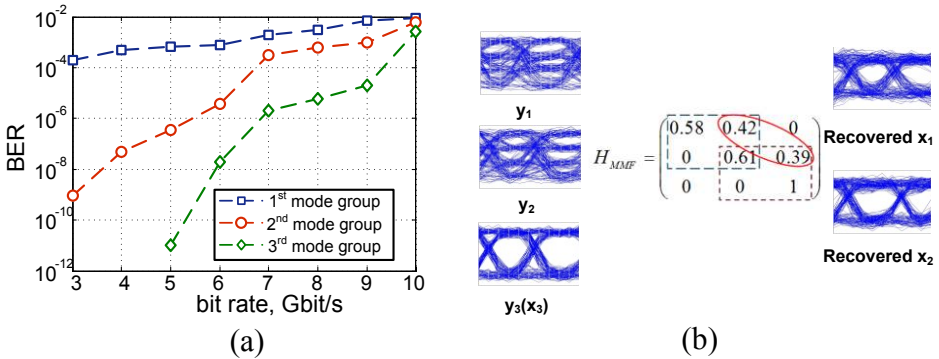 10⁻²
10⁻⁴
10⁻⁶
10⁻⁸
10⁻¹⁰
10⁻¹²
BER
3 4 5 6 7 8 9 10
bit rate, Gbit/s
1ˢᵗ mode group
2ⁿᵈ mode group
3ʳᵈ mode group
(a)
y₁
y₂
y₃(x₃)
H_MMF =
0.58 0.42 0
0 0.61 0.39
0 0 1
Recovered x₁
Recovered x₂
(b)